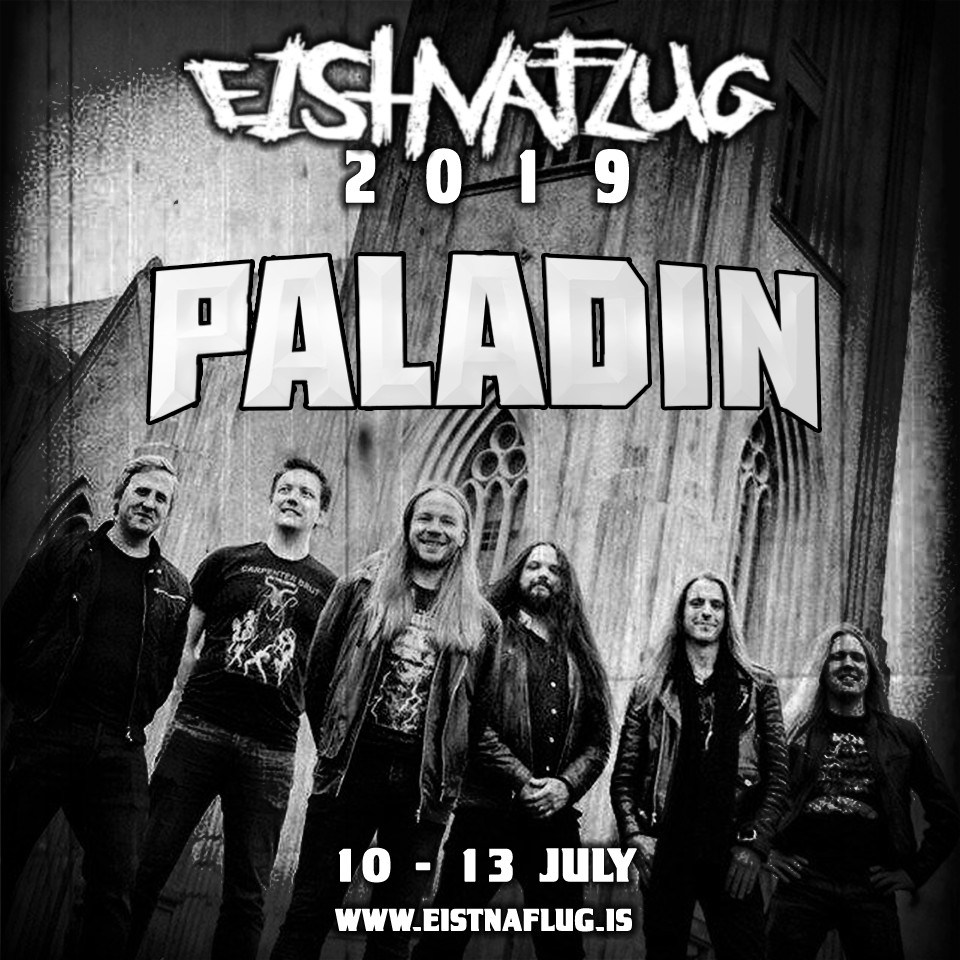 EISTNAFLUG
2019
PALADIN
CARPENTER BRUT
10 - 13 JULY
WWW.EISTNAFLUG.IS